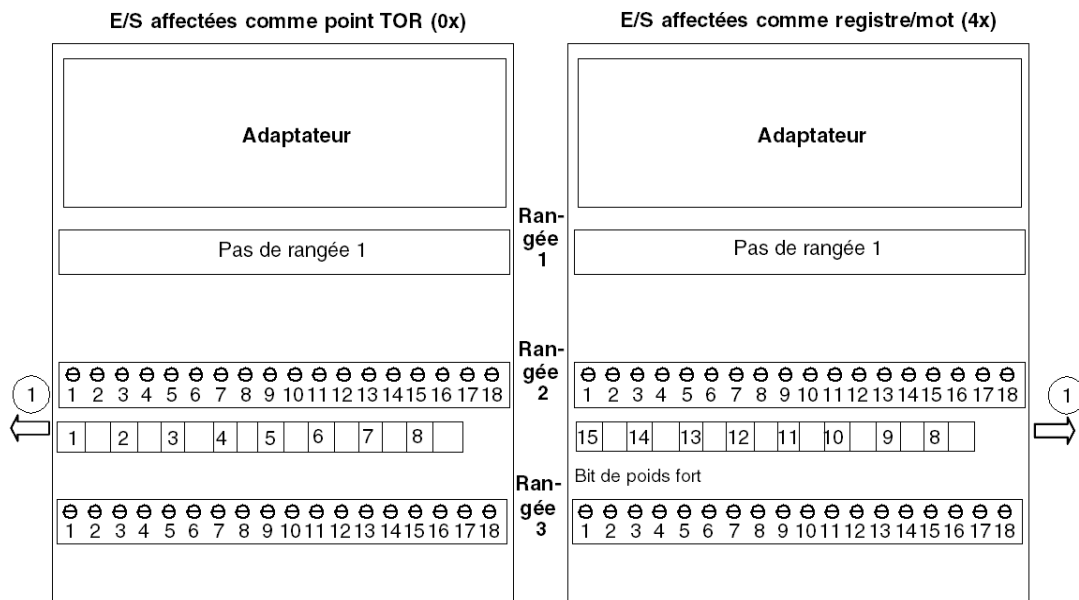 E/S affectées comme point TOR (0x)
E/S affectées comme registre/mot (4x)
Adaptateur
Adaptateur
Pas de rangée 1
Ran-
gée
1
Pas de rangée 1
Ran-
gée
2
1
1 2 3 4 5 6 7 8 9 10 11 12 13 14 15 16 17 18
1 2 3 4 5 6 7 8 9 10 11 12 13 14 15 16 17 18
1
1 2 3 4 5 6 7 8
15 14 13 12 11 10 9 8
Bit de poids fort
Ran-
gée
3
1 2 3 4 5 6 7 8 9 10 11 12 13 14 15 16 17 18
1 2 3 4 5 6 7 8 9 10 11 12 13 14 15 16 17 18